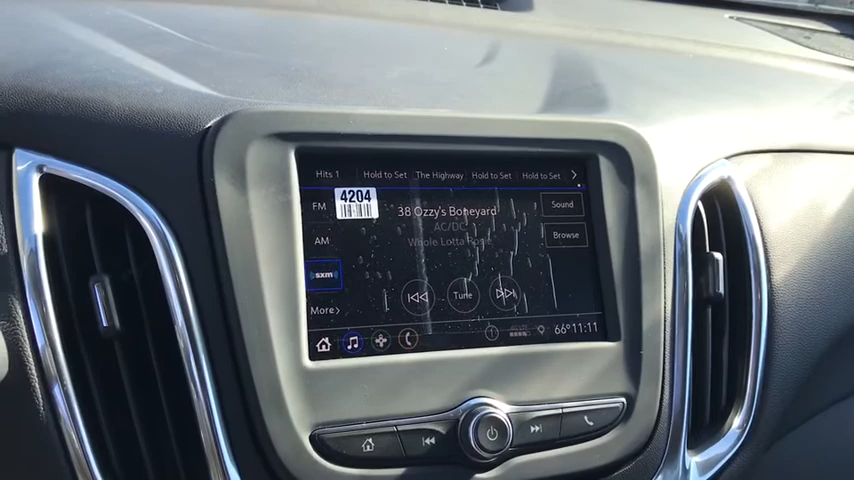 Hits 1 Hold to Set The Highway Hold to Set Hold to Set
FM
4204
38 Ozzy's Boneyard
Sound
AC/DC
AM
Whole Lotta Rosie
Browse
sxm
Tune
More
66° 11:11